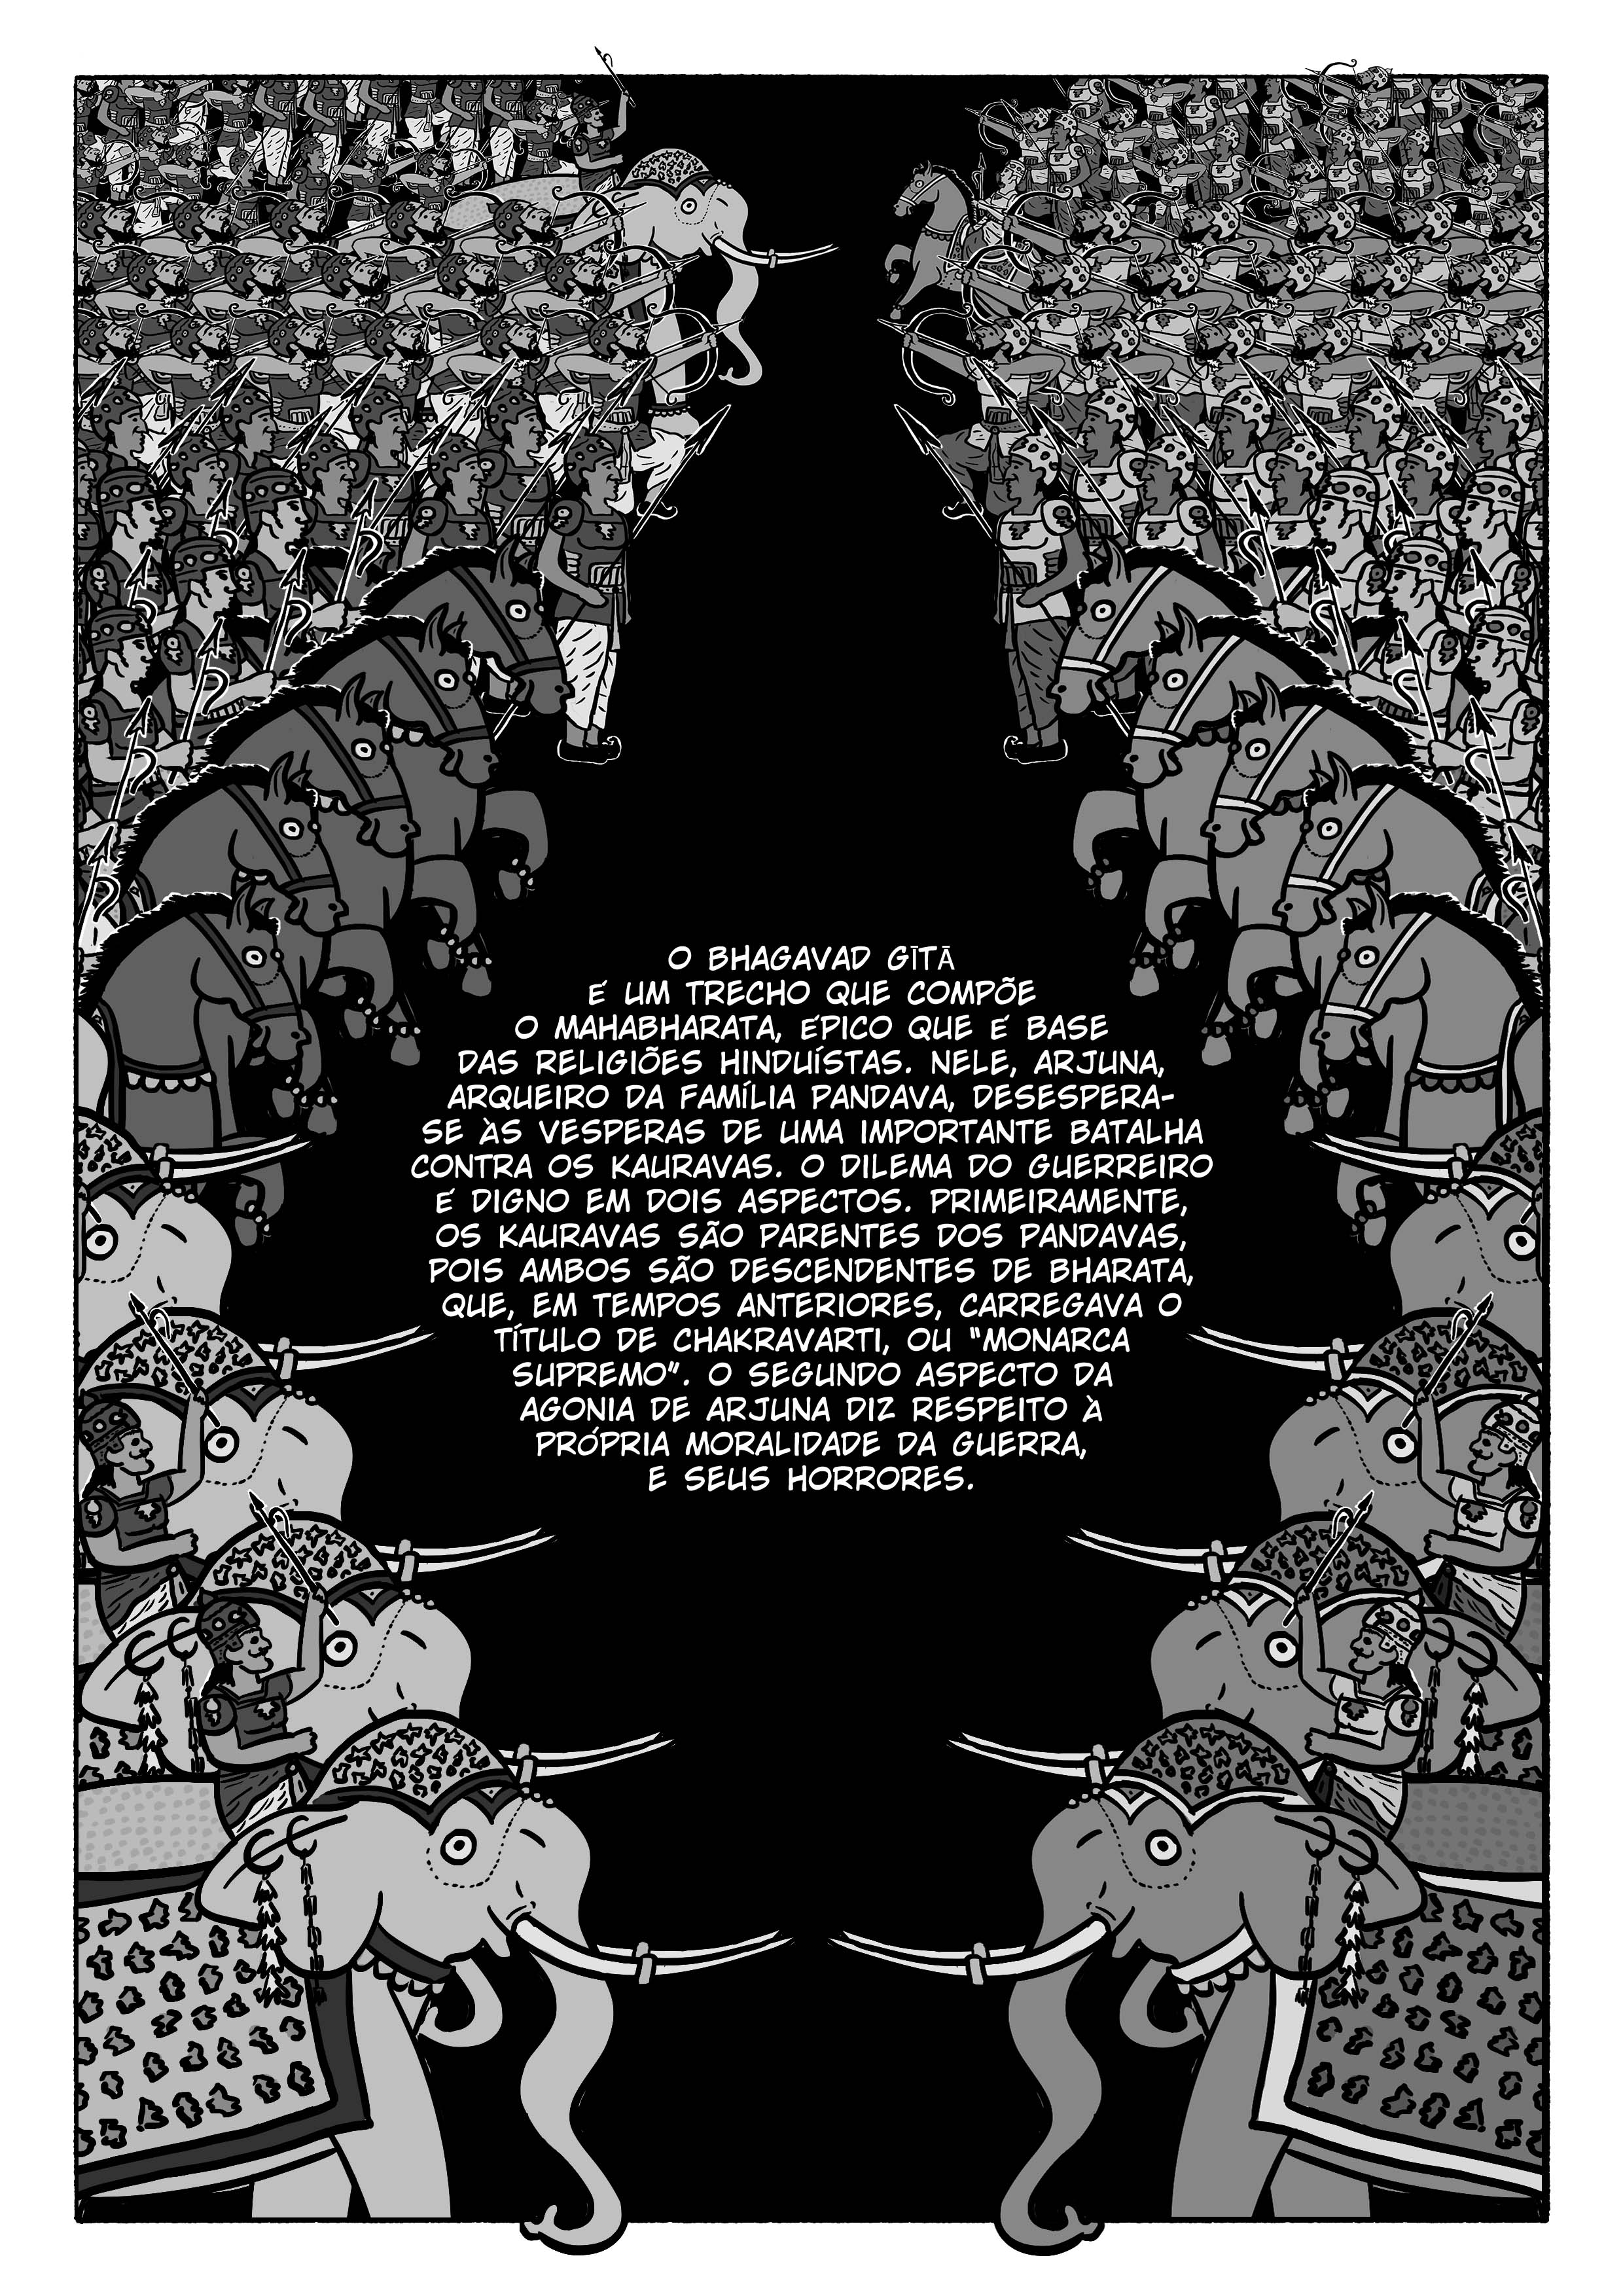 O BHAGAVAD GĪTĀ
É UM TRECHO QUE COMPÕE
O MAHABHARATA, ÉPICO QUE É BASE
DAS RELIGIÕES HINDUÍSTAS. NELE, ARJUNA,
ARQUEIRO DA FAMÍLIA PANDAVA, DESESPERA-
SE ÀS VESPERAS DE UMA IMPORTANTE BATALHA
CONTRA OS KAURAVAS. O DILEMA DO GUERREIRO
É DIGNO EM DOIS ASPECTOS. PRIMEIRAMENTE,
OS KAURAVAS SÃO PARENTES DOS PANDAVAS,
POIS AMBOS SÃO DESCENDENTES DE BHARATA,
QUE, EM TEMPOS ANTERIORES, CARREGAVA O
TÍTULO DE CHAKRAVARTI, OU "MONARCA
SUPREMO". O SEGUNDO ASPECTO DA
AGONIA DE ARJUNA DIZ RESPEITO À
PRÓPRIA MORALIDADE DA GUERRA,
E SEUS HORRORES.